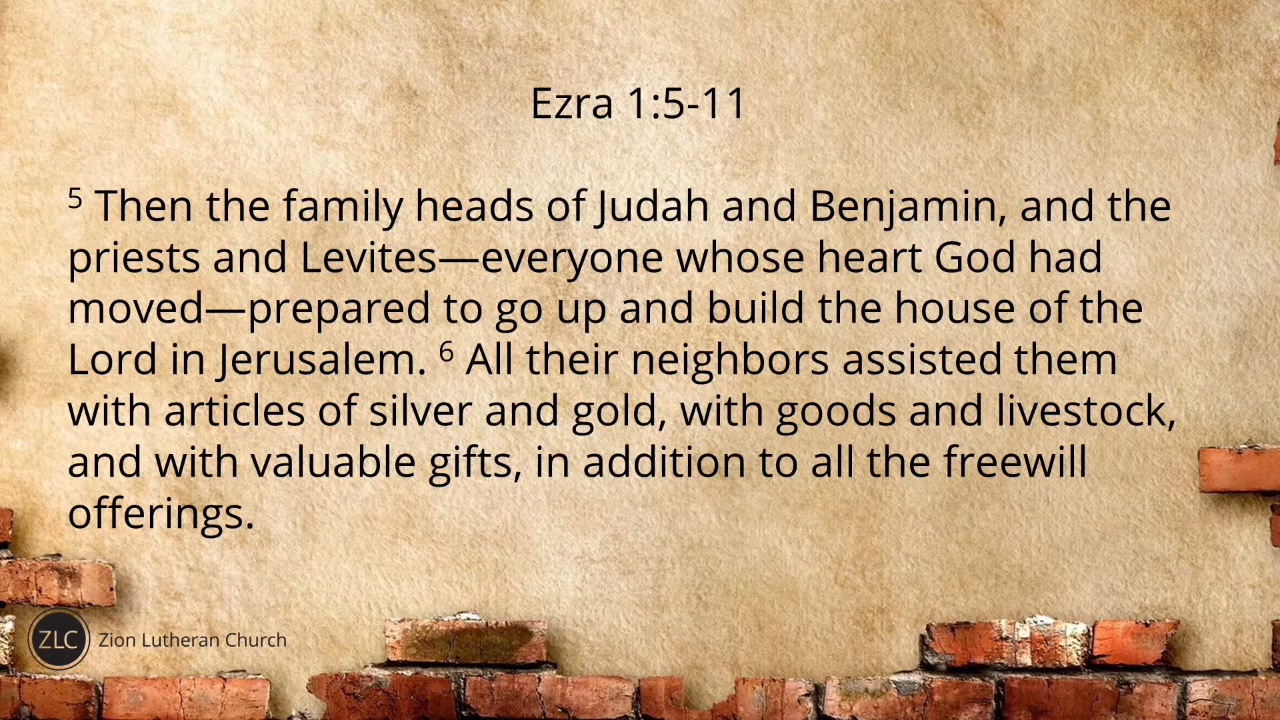 Ezra 1:5-11
⁵ Then the family heads of Judah and Benjamin, and the
priests and Levites—everyone whose heart God had
moved—prepared to go up and build the house of the
Lord in Jerusalem. ⁶ All their neighbors assisted them
with articles of silver and gold, with goods and livestock,
and with valuable gifts, in addition to all the freewill
offerings.
ZLC Zion Lutheran Church